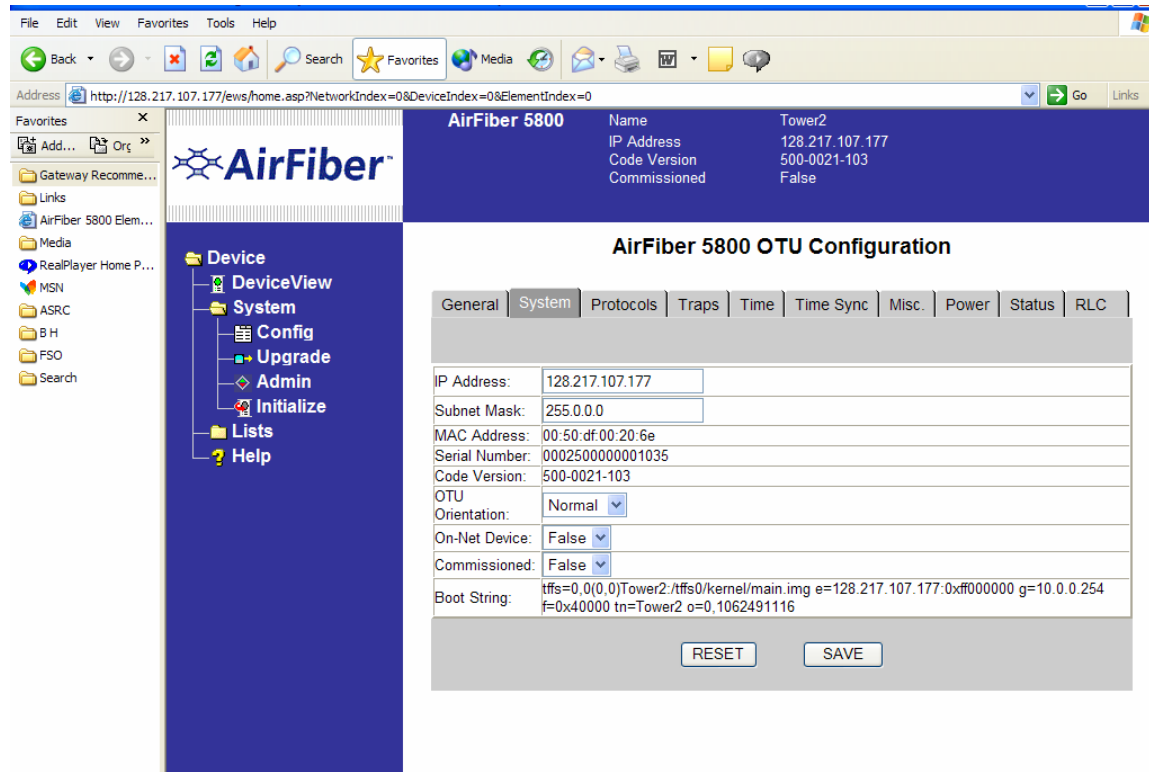 File Edit View Favorites Tools Help
Back Search Favorites Media
Address http://128.217.107.177/ews/home.asp?NetworkIndex=0&DeviceIndex=0&ElementIndex=0 Go Links
Favorites
Add... Org
Gateway Recomme...
Links
AirFiber 5800 Elem...
Media
RealPlayer Home P...
MSN
ASRC
B H
FSO
Search
AirFiber
AirFiber 5800
Name Tower2
IP Address 128.217.107.177
Code Version 500-0021-103
Commissioned False
Device
DeviceView
System
Config
Upgrade
Admin
Initialize
Lists
Help
AirFiber 5800 OTU Configuration
General System Protocols Traps Time Time Sync Misc. Power Status RLC
IP Address: 128.217.107.177
Subnet Mask: 255.0.0.0
MAC Address: 00:50:df:00:20:6e
Serial Number: 0002500000001035
Code Version: 500-0021-103
OTU
Orientation: Normal
On-Net Device: False
Commissioned: False
Boot String: tffs=0,0(0,0)Tower2:/tffs0/kernel/main.img e=128.217.107.177:0xff000000 g=10.0.0.254
f=0x40000 tn=Tower2 o=0,1062491116
RESET SAVE